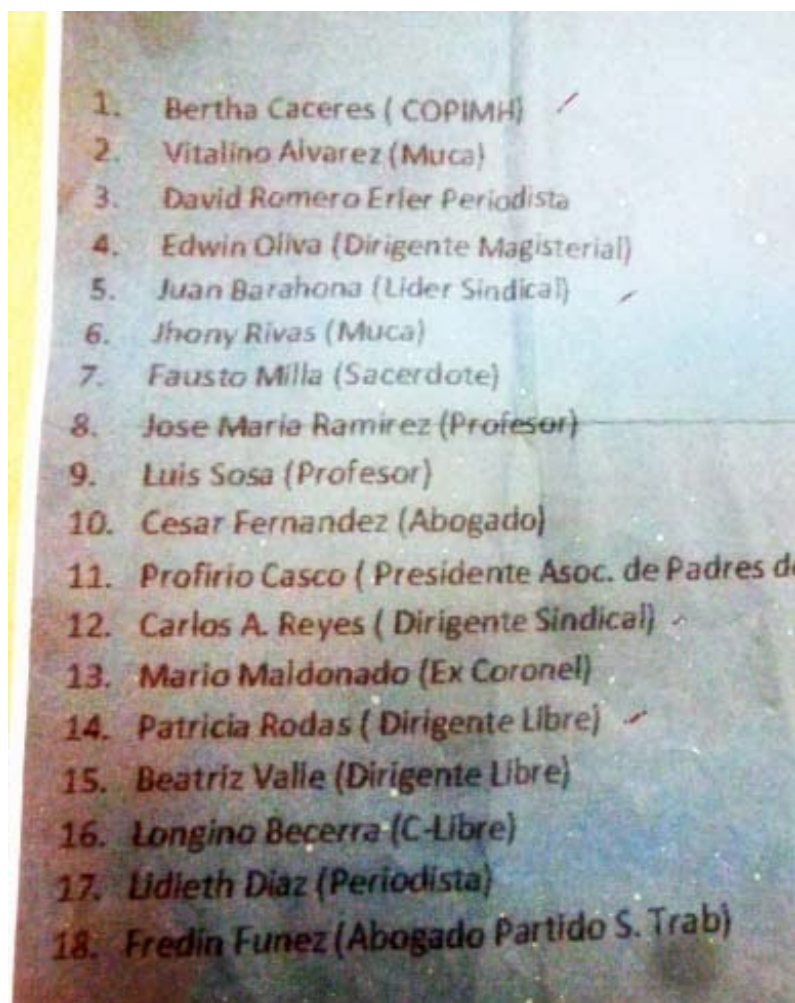 1. Bertha Caceres ( COPIMH)
2. Vitalino Alvarez (Muca)
3. David Romero Erler Periodista
4. Edwin Oliva (Dirigente Magisterial)
5. Juan Barahona (Lider Sindical)
6. Jhony Rivas (Muca)
7. Fausto Milla (Sacerdote)
8. Jose Maria Ramirez (Profesor)
9. Luis Sosa (Profesor)
10. Cesar Fernandez (Abogado)
11. Profirio Casco ( Presidente Asoc. de Padres de
12. Carlos A. Reyes ( Dirigente Sindical)
13. Mario Maldonado (Ex Coronel)
14. Patricia Rodas ( Dirigente Libre)
15. Beatriz Valle (Dirigente Libre)
16. Longino Becerra (C-Libre)
17. Lidieth Diaz (Periodista)
18. Fredin Funez (Abogado Partido S. Trab)